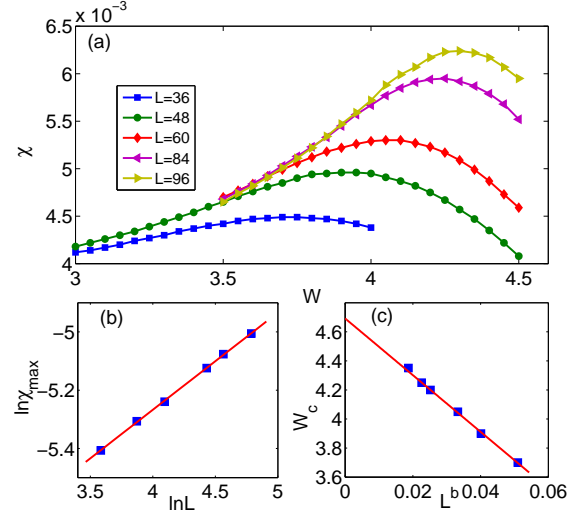 x 10⁻³
6.5
6
5.5
5
4.5
4
χ
(a)
L=36
L=48
L=60
L=84
L=96
3
3.5
4
4.5
W
(b)
-5
-5.2
-5.4
lnχmax
3.5
4
4.5
5
lnL
(c)
4.6
4.4
4.2
4
3.8
3.6
W_c
0
0.02
0.04
0.06
L^b